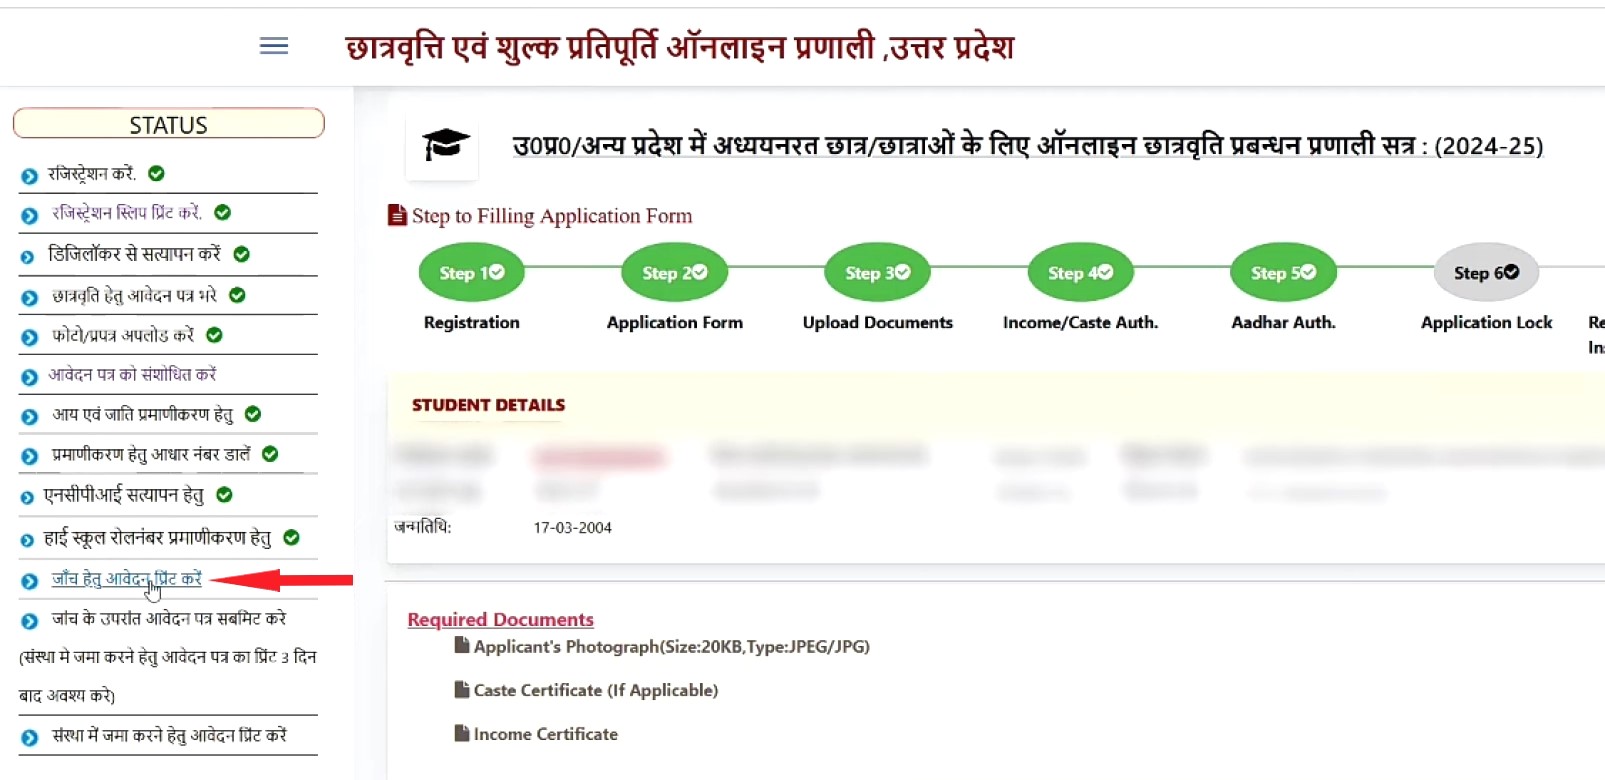 छात्रवृत्ति एवं शुल्क प्रतिपूर्ति ऑनलाइन प्रणाली ,उत्तर प्रदेश
STATUS
रजिस्ट्रेशन करें.
रजिस्ट्रेशन स्लिप प्रिंट करें.
डिजिलॉकर से सत्यापन करें
छात्रवृति हेतु आवेदन पत्र भरे
फोटो/प्रपत्र अपलोड करें
आवेदन पत्र को संशोधित करें
आय एवं जाति प्रमाणीकरण हेतु
प्रमाणीकरण हेतु आधार नंबर डालें
एनसीपीआई सत्यापन हेतु
हाई स्कूल रोलनंबर प्रमाणीकरण हेतु
जाँच हेतु आवेदन प्रिंट करें
जांच के उपरांत आवेदन पत्र सबमिट करे
(संस्था मे जमा करने हेतु आवेदन पत्र का प्रिंट 3 दिन
बाद अवश्य करे)
संस्था में जमा करने हेतु आवेदन प्रिंट करें
उ0प्र0/अन्य प्रदेश में अध्ययनरत छात्र/छात्राओं के लिए ऑनलाइन छात्रवृति प्रबन्धन प्रणाली सत्र : (2024-25)
Step to Filling Application Form
Step 1 Step 2 Step 3 Step 4 Step 5 Step 6
Registration Application Form Upload Documents Income/Caste Auth. Aadhar Auth. Application Lock Re
In
STUDENT DETAILS
जन्मतिथि: 17-03-2004
Required Documents
Applicant's Photograph(Size:20KB,Type:JPEG/JPG)
Caste Certificate (If Applicable)
Income Certificate